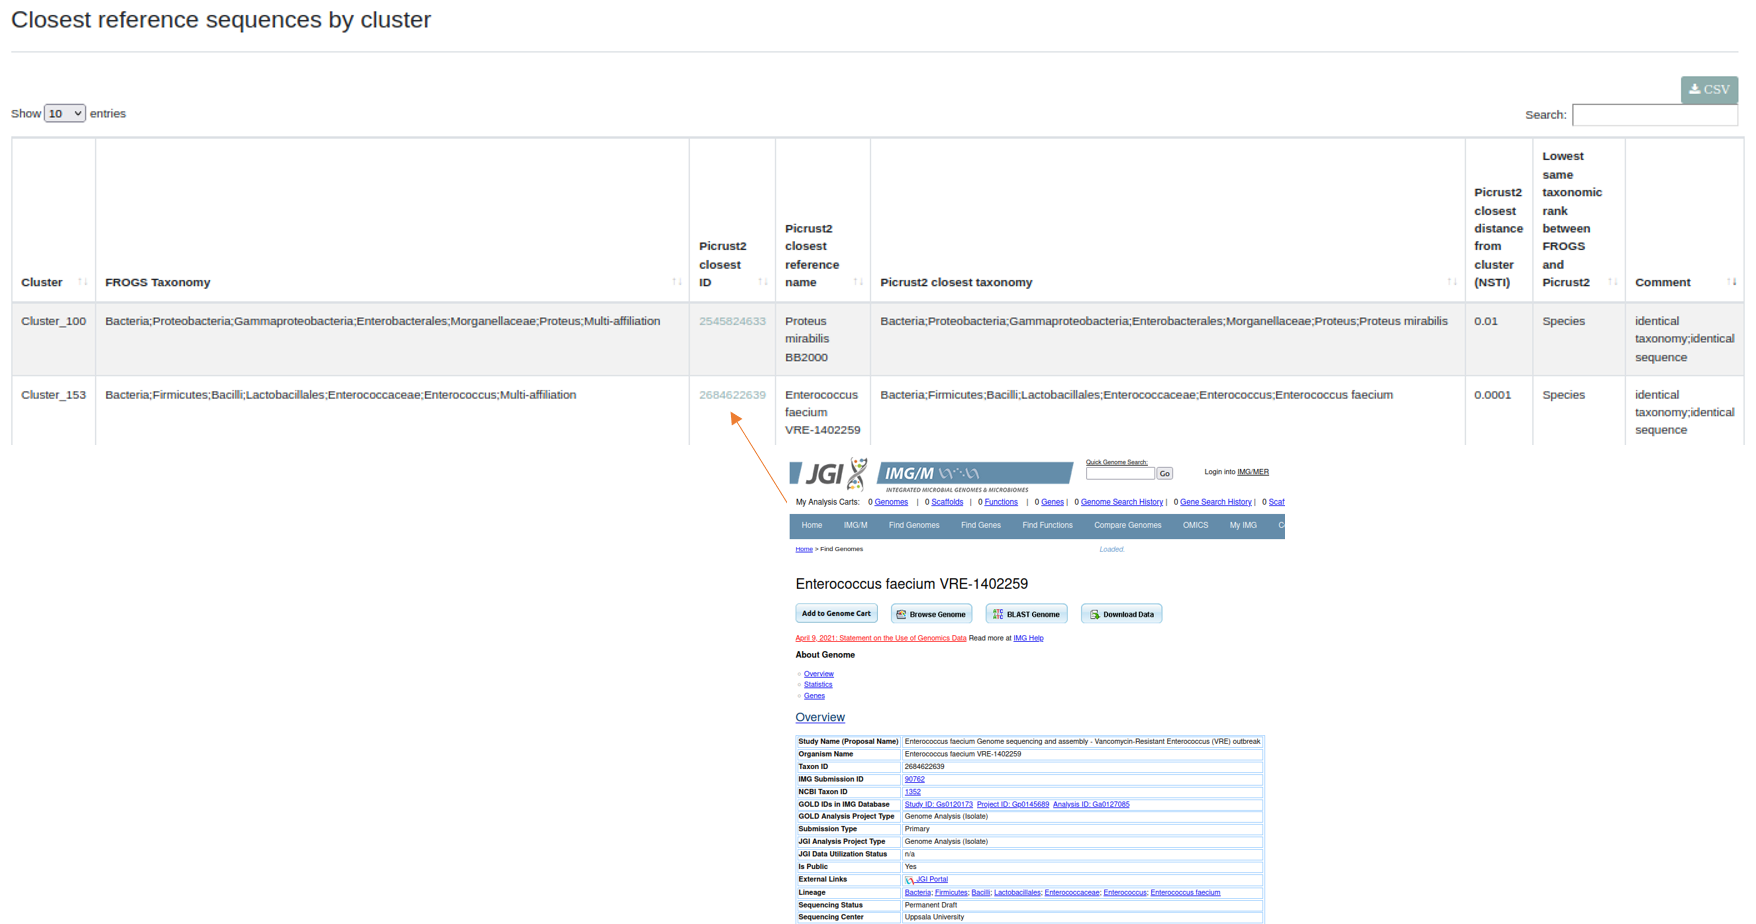 Closest reference sequences by cluster
CSV
Show 10 entries
Search:
Cluster
FROGS Taxonomy
Picrust2 closest ID
Picrust2 closest reference name
Picrust2 closest taxonomy
Picrust2 closest distance from cluster (NSTI)
Lowest same taxonomic rank between FROGS and Picrust2
Comment
Cluster_100
Bacteria;Proteobacteria;Gammaproteobacteria;Enterobacterales;Morganellaceae;Proteus;Multi-affiliation
2545824633
Proteus mirabilis BB2000
Bacteria;Proteobacteria;Gammaproteobacteria;Enterobacterales;Morganellaceae;Proteus;Proteus mirabilis
0.01
Species
identical taxonomy;identical sequence
Cluster_153
Bacteria;Firmicutes;Bacilli;Lactobacillales;Enterococcaceae;Enterococcus;Multi-affiliation
2684622639
Enterococcus faecium VRE-1402259
Bacteria;Firmicutes;Bacilli;Lactobacillales;Enterococcaceae;Enterococcus;Enterococcus faecium
0.0001
Species
identical taxonomy;identical sequence
JGI
IMG/M
INTEGRATED MICROBIAL GENOMES & MICROBIOMES
Quick Genome Search:
Go
Login into IMG/MER
My Analysis Carts: 0 Genomes | 0 Scaffolds | 0 Functions | 0 Genes | 0 Genome Search History | 0 Gene Search History | 0 Scaf
Home IMG/M Find Genomes Find Genes Find Functions Compare Genomes OMICS My IMG C
Home > Find Genomes
Loaded.
Enterococcus faecium VRE-1402259
Add to Genome Cart Browse Genome BLAST Genome Download Data
April 9, 2021: Statement on the Use of Genomics Data Read more at IMG Help
About Genome
Overview
Statistics
Genes
Overview
Study Name (Proposal Name) Enterococcus faecium Genome sequencing and assembly - Vancomycin-Resistant Enterococcus (VRE) outbreak
Organism Name Enterococcus faecium VRE-1402259
Taxon ID 2684622639
IMG Submission ID 90762
NCBI Taxon ID 1352
GOLD IDs in IMG Database Study ID: Gs0120173 Project ID: Gp0145689 Analysis ID: Ga0127085
GOLD Analysis Project Type Genome Analysis (Isolate)
Submission Type Primary
JGI Analysis Project Type Genome Analysis (Isolate)
JGI Data Utilization Status n/a
Is Public Yes
External Links JGI Portal
Lineage Bacteria; Firmicutes; Bacilli; Lactobacillales; Enterococcaceae; Enterococcus; Enterococcus faecium
Sequencing Status Permanent Draft
Sequencing Center Uppsala University